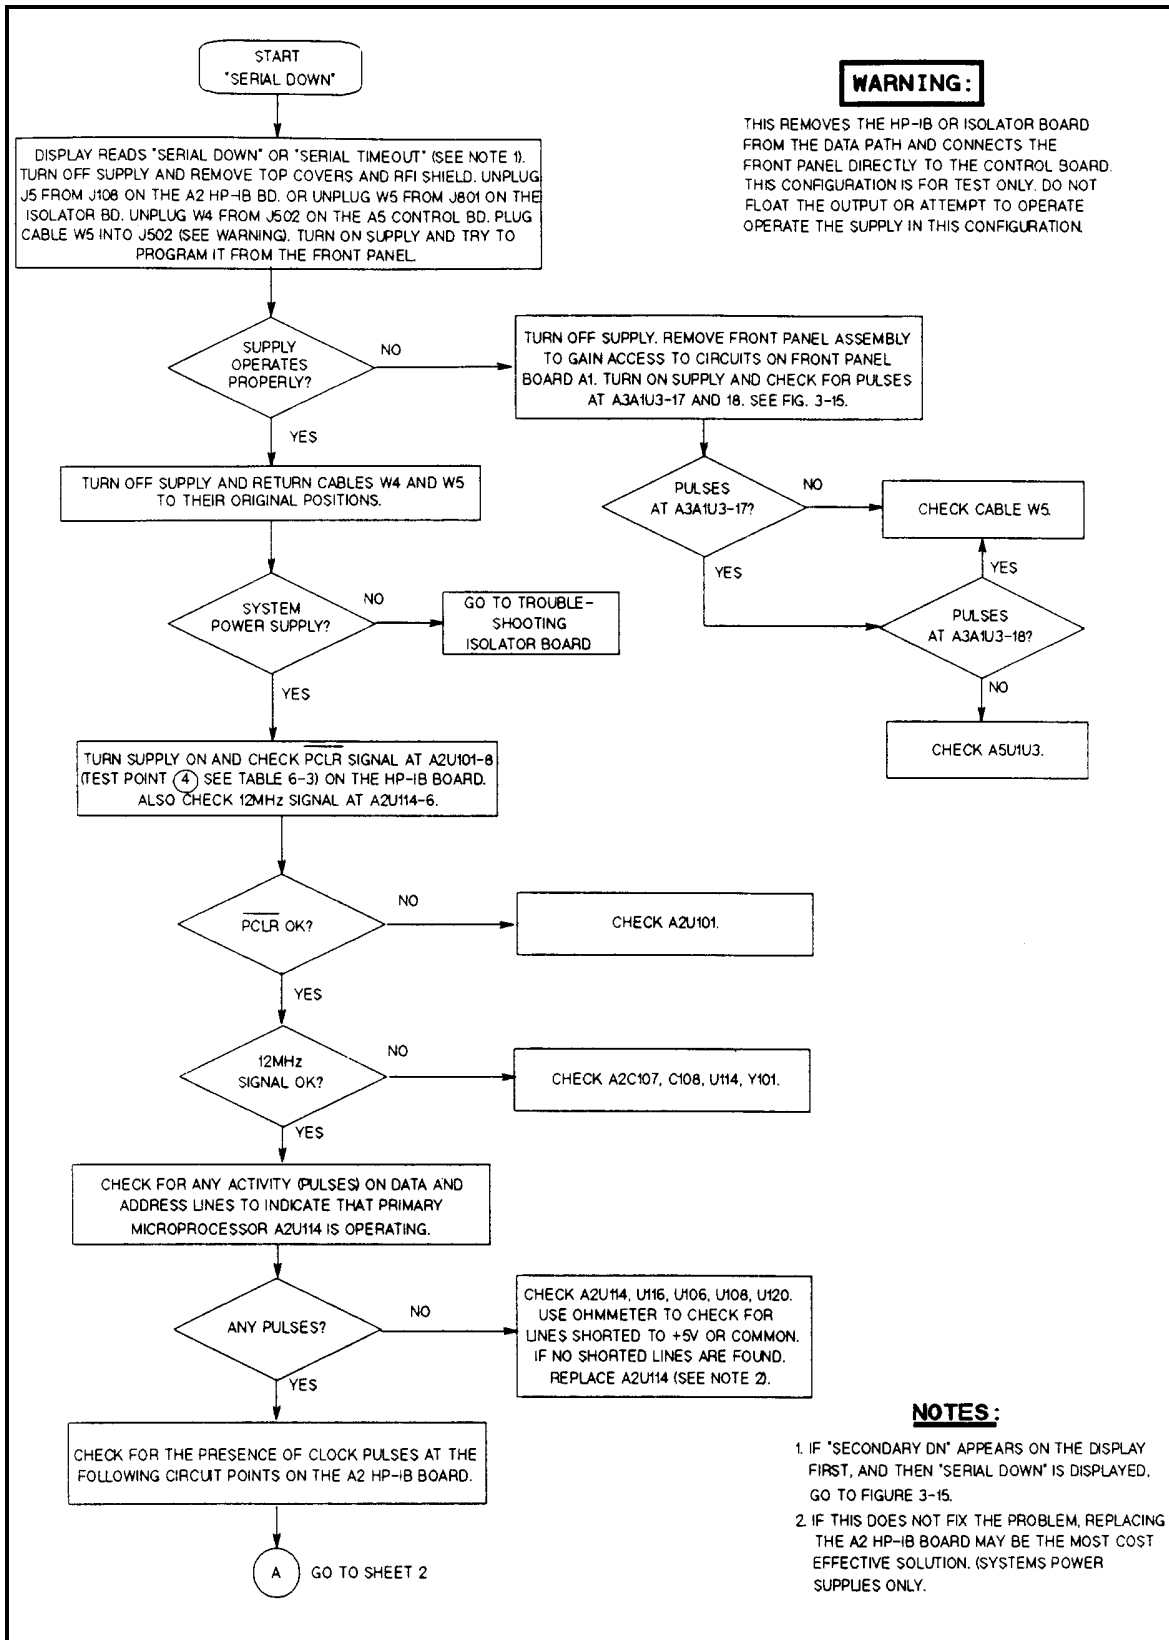 START
"SERIAL DOWN"
WARNING:
THIS REMOVES THE HP-IB OR ISOLATOR BOARD
FROM THE DATA PATH AND CONNECTS THE
FRONT PANEL DIRECTLY TO THE CONTROL BOARD.
THIS CONFIGURATION IS FOR TEST ONLY. DO NOT
FLOAT THE OUTPUT OR ATTEMPT TO OPERATE
OPERATE THE SUPPLY IN THIS CONFIGURATION.
DISPLAY READS "SERIAL DOWN" OR "SERIAL TIMEOUT" (SEE NOTE 1).
TURN OFF SUPPLY AND REMOVE TOP COVERS AND RFI SHIELD. UNPLUG
J5 FROM J108 ON THE A2 HP-IB BD. OR UNPLUG W5 FROM J801 ON THE
ISOLATOR BD. UNPLUG W4 FROM J502 ON THE A5 CONTROL BD. PLUG
CABLE W5 INTO J502 (SEE WARNING). TURN ON SUPPLY AND TRY TO
PROGRAM IT FROM THE FRONT PANEL.
SUPPLY
OPERATES
PROPERLY?
NO
YES
TURN OFF SUPPLY. REMOVE FRONT PANEL ASSEMBLY
TO GAIN ACCESS TO CIRCUITS ON FRONT PANEL
BOARD A1. TURN ON SUPPLY AND CHECK FOR PULSES
AT A3A1U3-17 AND 18. SEE FIG. 3-15.
TURN OFF SUPPLY AND RETURN CABLES W4 AND W5
TO THEIR ORIGINAL POSITIONS.
PULSES
AT A3A1U3-17?
NO
YES
CHECK CABLE W5.
YES
PULSES
AT A3A1U3-18?
NO
CHECK A5U1U3.
SYSTEM
POWER SUPPLY?
NO
YES
GO TO TROUBLE-
SHOOTING
ISOLATOR BOARD
TURN SUPPLY ON AND CHECK PCLR SIGNAL AT A2U101-8
(TEST POINT 4 SEE TABLE 6-3) ON THE HP-IB BOARD.
ALSO CHECK 12MHz SIGNAL AT A2U114-6.
PCLR OK?
NO
YES
CHECK A2U101.
12MHz
SIGNAL OK?
NO
YES
CHECK A2C107, C108, U114, Y101.
CHECK FOR ANY ACTIVITY (PULSES) ON DATA AND
ADDRESS LINES TO INDICATE THAT PRIMARY
MICROPROCESSOR A2U114 IS OPERATING.
ANY PULSES?
NO
YES
CHECK A2U114, U116, U106, U108, U120.
USE OHMMETER TO CHECK FOR
LINES SHORTED TO +5V OR COMMON.
IF NO SHORTED LINES ARE FOUND.
REPLACE A2U114 (SEE NOTE 2).
CHECK FOR THE PRESENCE OF CLOCK PULSES AT THE
FOLLOWING CIRCUIT POINTS ON THE A2 HP-IB BOARD.
A
GO TO SHEET 2
NOTES:
1. IF "SECONDARY DN" APPEARS ON THE DISPLAY
FIRST, AND THEN "SERIAL DOWN" IS DISPLAYED,
GO TO FIGURE 3-15.
2. IF THIS DOES NOT FIX THE PROBLEM, REPLACING
THE A2 HP-IB BOARD MAY BE THE MOST COST
EFFECTIVE SOLUTION. (SYSTEMS POWER
SUPPLIES ONLY.